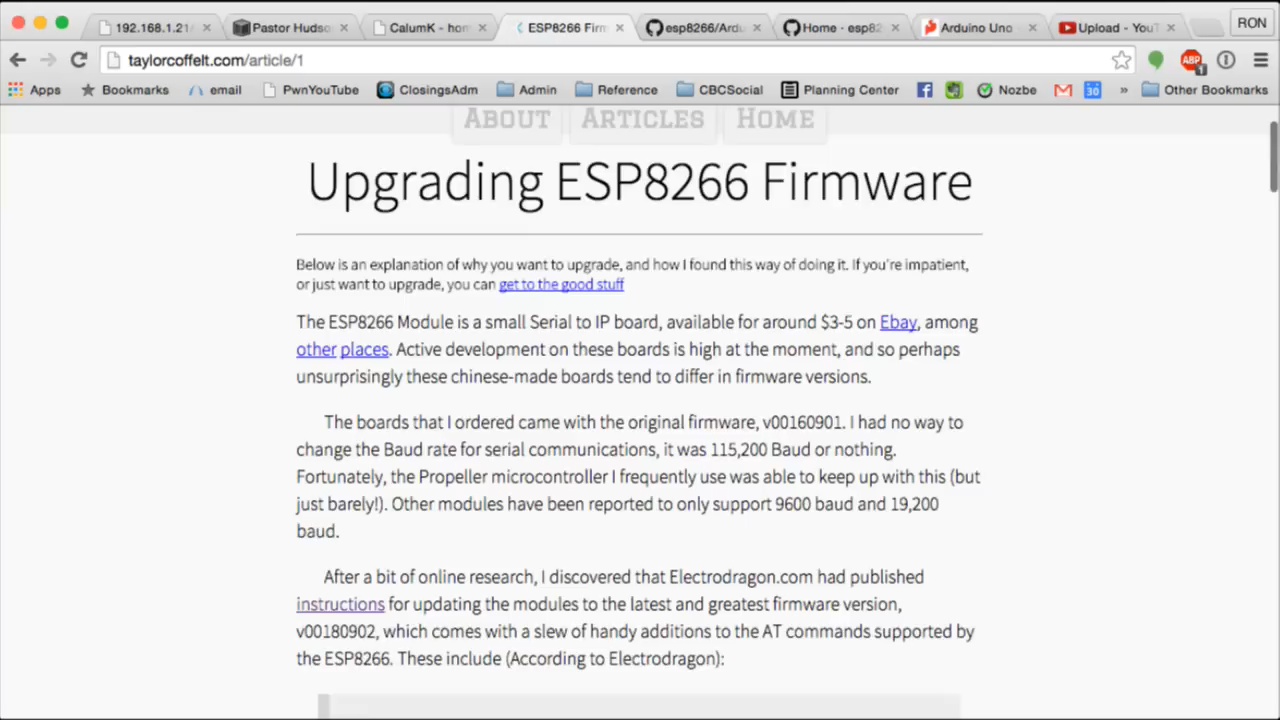 192.168.1.21
Pastor Hudso
CalumK - hom
ESP8266 Firm
esp8266/Ardu
Home · esp82
Arduino Uno
Upload - YouT
RON
taylorcoffelt.com/article/1
ABP
1
Apps
Bookmarks
email
PwnYouTube
ClosingsAdm
Admin
Reference
CBCSocial
Planning Center
Nozbe
30
»
Other Bookmarks
About
Articles
Home
Upgrading ESP8266 Firmware
Below is an explanation of why you want to upgrade, and how I found this way of doing it. If you're impatient,
or just want to upgrade, you can get to the good stuff
The ESP8266 Module is a small Serial to IP board, available for around $3-5 on Ebay, among
other places. Active development on these boards is high at the moment, and so perhaps
unsurprisingly these chinese-made boards tend to differ in firmware versions.
The boards that I ordered came with the original firmware, v00160901. I had no way to
change the Baud rate for serial communications, it was 115,200 Baud or nothing.
Fortunately, the Propeller microcontroller I frequently use was able to keep up with this (but
just barely!). Other modules have been reported to only support 9600 baud and 19,200
baud.
After a bit of online research, I discovered that Electrodragon.com had published
instructions for updating the modules to the latest and greatest firmware version,
v00180902, which comes with a slew of handy additions to the AT commands supported by
the ESP8266. These include (According to Electrodragon):